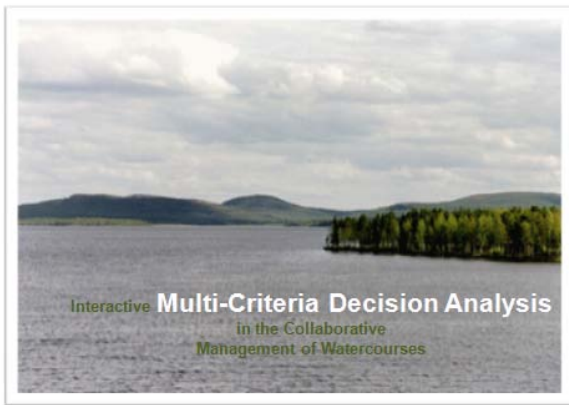 Interactive Multi-Criteria Decision Analysis
in the Collaborative
Management of Watercourses